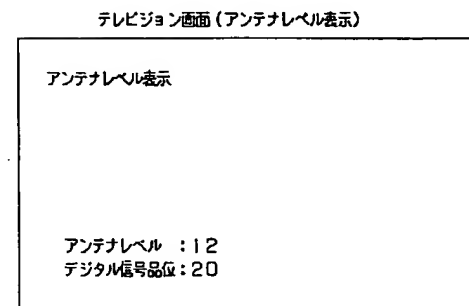 テレビジョン画面(アンテナレベル表示)
アンテナレベル表示
アンテナレベル :12
デジタル信号品位:20